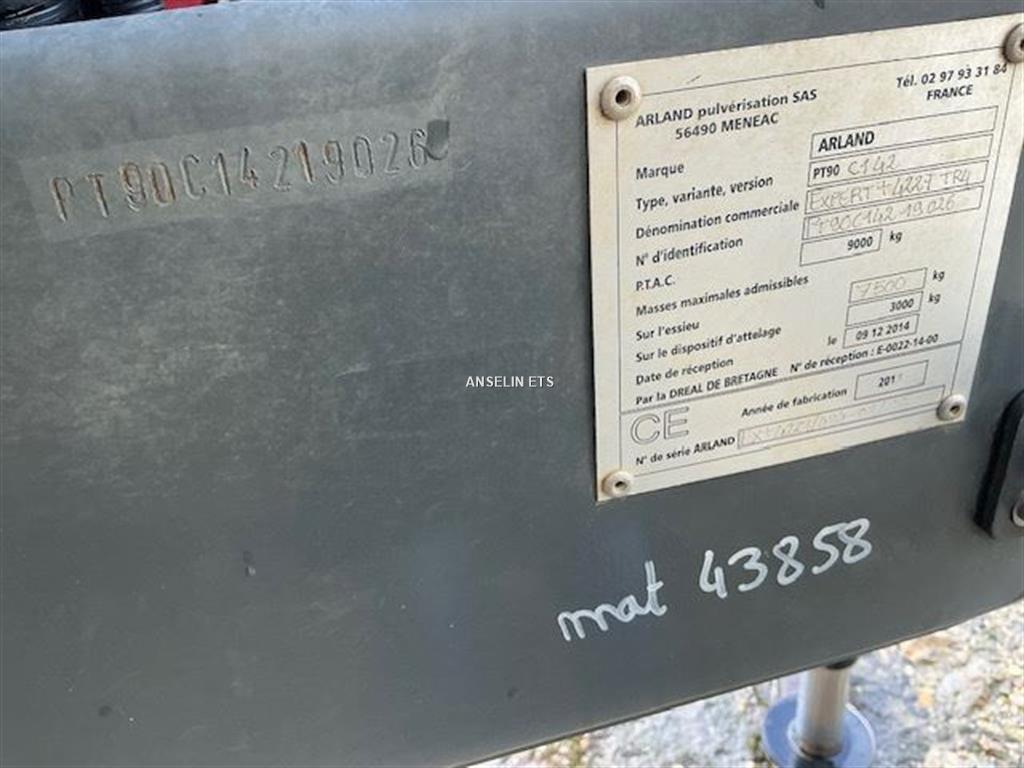 PT90C14219026
ARLAND pulvérisation SAS
56490 MENEAC
Tél. 02 97 93 31 84
FRANCE
Marque ARLAND
Type, variante, version PT90 C142
Dénomination commerciale EXPERT + 4227 TR4
N° d'identification PT90C142 19 026
P.T.A.C. 9000 kg
Masses maximales admissibles
Sur l'essieu 7500 kg
Sur le dispositif d'attelage 3000 kg
Date de réception le 09 12 2014
Par la DREAL DE BRETAGNE N° de réception : E-0022-14-00
CE
Année de fabrication
N° de série ARLAND
ANSELIN ETS
mat 43858